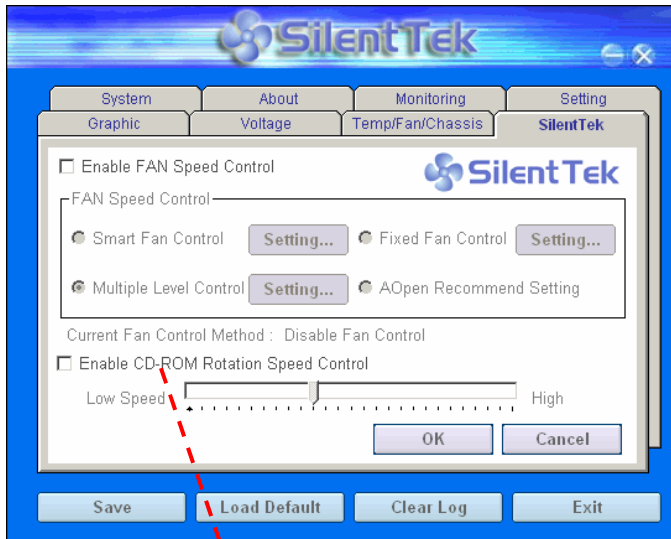 SilentTek
System About Monitoring Setting
Graphic Voltage Temp/Fan/Chassis SilentTek
Enable FAN Speed Control
SilentTek
FAN Speed Control
Smart Fan Control Setting... Fixed Fan Control Setting...
Multiple Level Control Setting... AOpen Recommend Setting
Current Fan Control Method : Disable Fan Control
Enable CD-ROM Rotation Speed Control
Low Speed High
OK Cancel
Save Load Default Clear Log Exit